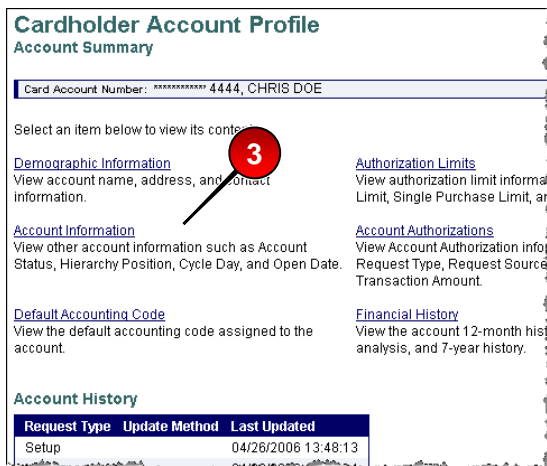 Cardholder Account Profile
Account Summary
Card Account Number: ************ 4444, CHRIS DOE
Select an item below to view its
3
Demographic Information
View account name, address, and contact
information.
Account Information
View other account information such as Account
Status, Hierarchy Position, Cycle Day, and Open Date.
Default Accounting Code
View the default accounting code assigned to the
account.
Authorization Limits
View authorization limit informa
Limit, Single Purchase Limit, a
Account Authorizations
View Account Authorization info
Request Type, Request Source
Transaction Amount.
Financial History
View the account 12-month hist
analysis, and 7-year history.
Account History
Request Type Update Method Last Updated
Setup 04/26/2006 13:48:13